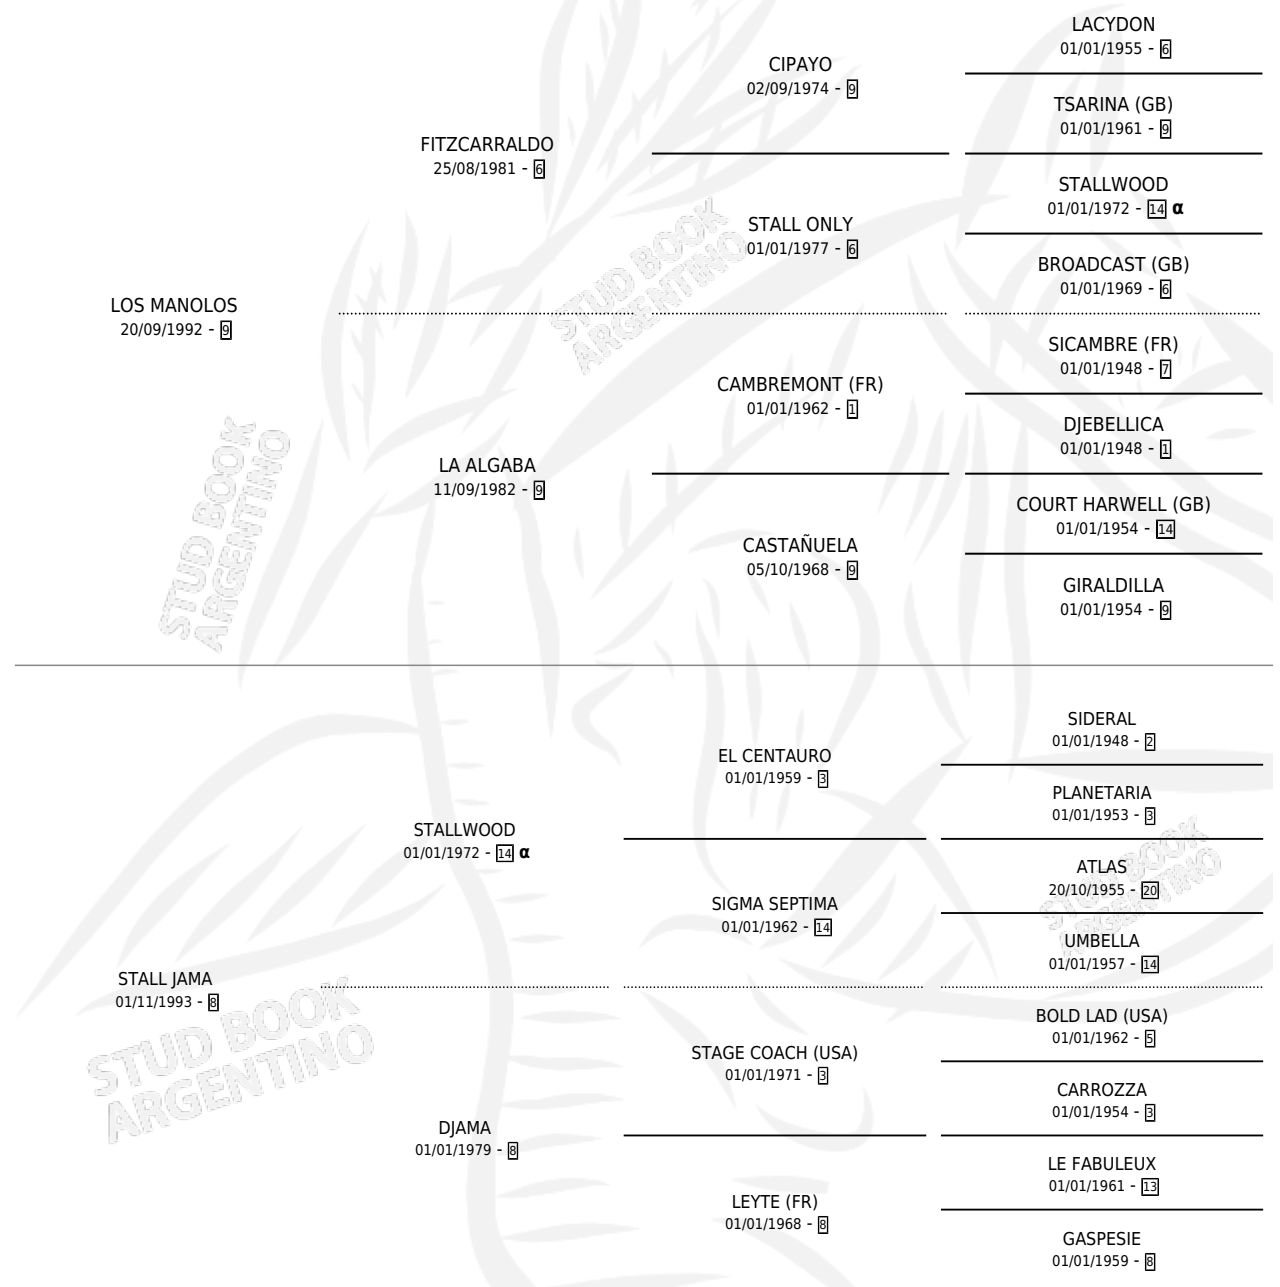 LACYDON
01/01/1955 - 6
CIPAYO
02/09/1974 - 9
TSARINA (GB)
01/01/1961 - 9
FITZCARRALDO
25/08/1981 - 6
STALLWOOD
01/01/1972 - 14 α
STALL ONLY
01/01/1977 - 6
BROADCAST (GB)
01/01/1969 - 6
STUD BOOK
ARGENTINO
LOS MANOLOS
20/09/1992 - 9
SICAMBRE (FR)
01/01/1948 - 7
CAMBREMONT (FR)
01/01/1962 - 1
DJEBELLICA
01/01/1948 - 1
LA ALGABA
11/09/1982 - 9
COURT HARWELL (GB)
01/01/1954 - 14
CASTAÑUELA
05/10/1968 - 9
GIRALDILLA
01/01/1954 - 9
STUD BOOK
ARGENTINO
SIDERAL
01/01/1948 - 2
EL CENTAURO
01/01/1959 - 3
PLANETARIA
01/01/1953 - 3
STALLWOOD
01/01/1972 - 14 α
ATLAS
20/10/1955 - 20
SIGMA SEPTIMA
01/01/1962 - 14
UMBELLA
01/01/1957 - 14
STUD BOOK
ARGENTINO
STALL JAMA
01/11/1993 - 8
BOLD LAD (USA)
01/01/1962 - 5
STAGE COACH (USA)
01/01/1971 - 3
CARROZZA
01/01/1954 - 3
STUD BOOK
ARGENTINO
DJAMA
01/01/1979 - 8
LE FABULEUX
01/01/1961 - 13
LEYTE (FR)
01/01/1968 - 8
GASPESIE
01/01/1959 - 8